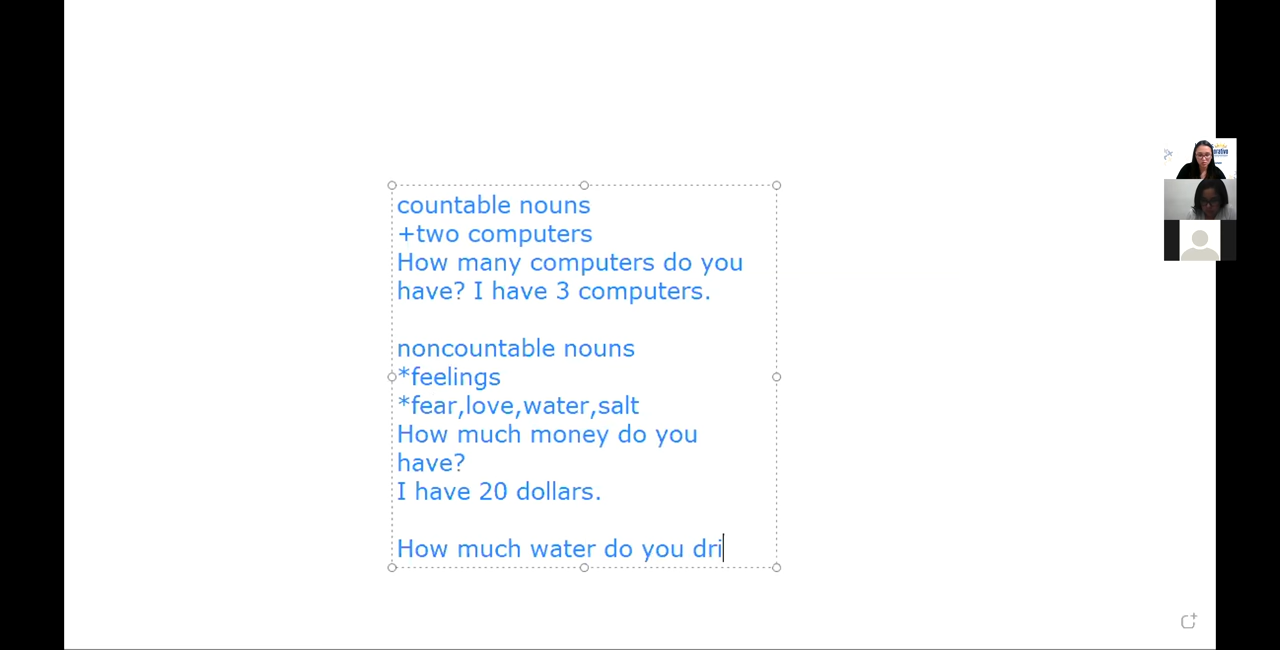 countable nouns
+two computers
How many computers do you
have? I have 3 computers.
noncountable nouns
*feelings
*fear,love,water,salt
How much money do you
have?
I have 20 dollars.
How much water do you dri